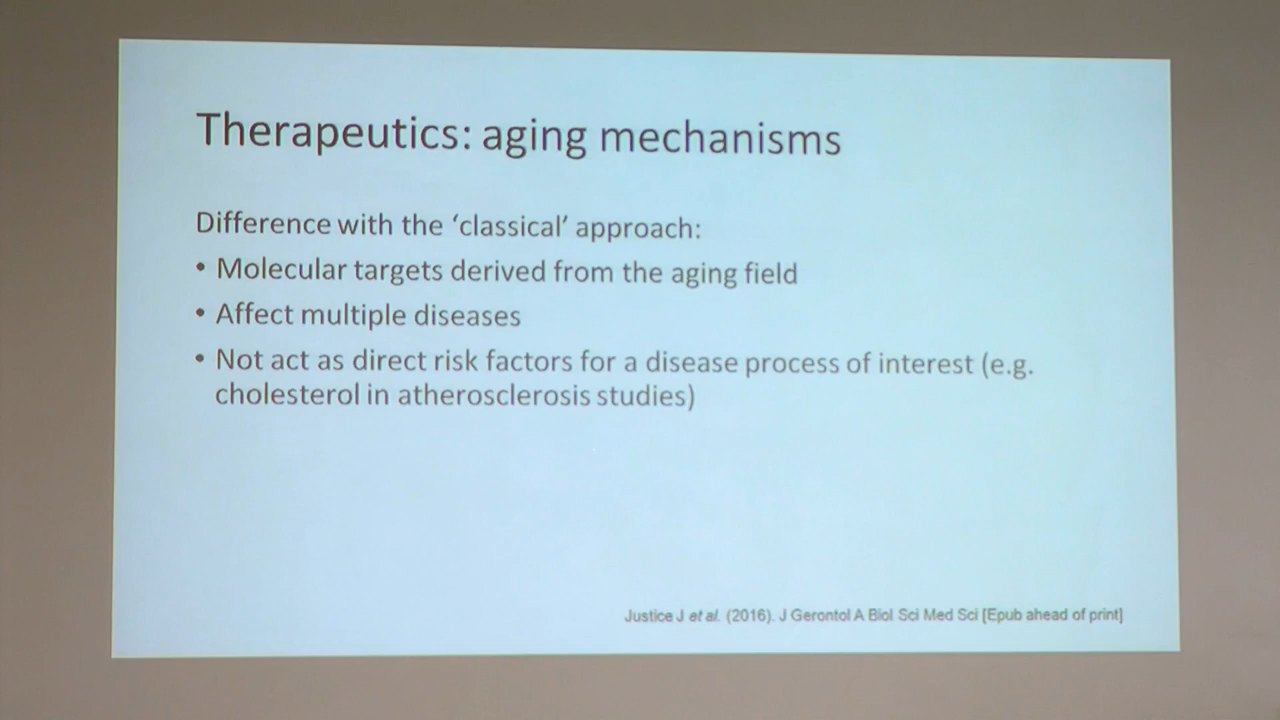 Therapeutics: aging mechanisms
Difference with the ‘classical’ approach:
• Molecular targets derived from the aging field
• Affect multiple diseases
• Not act as direct risk factors for a disease process of interest (e.g.
cholesterol in atherosclerosis studies)
Justice J et al. (2016). J Gerontol A Biol Sci Med Sci [Epub ahead of print]